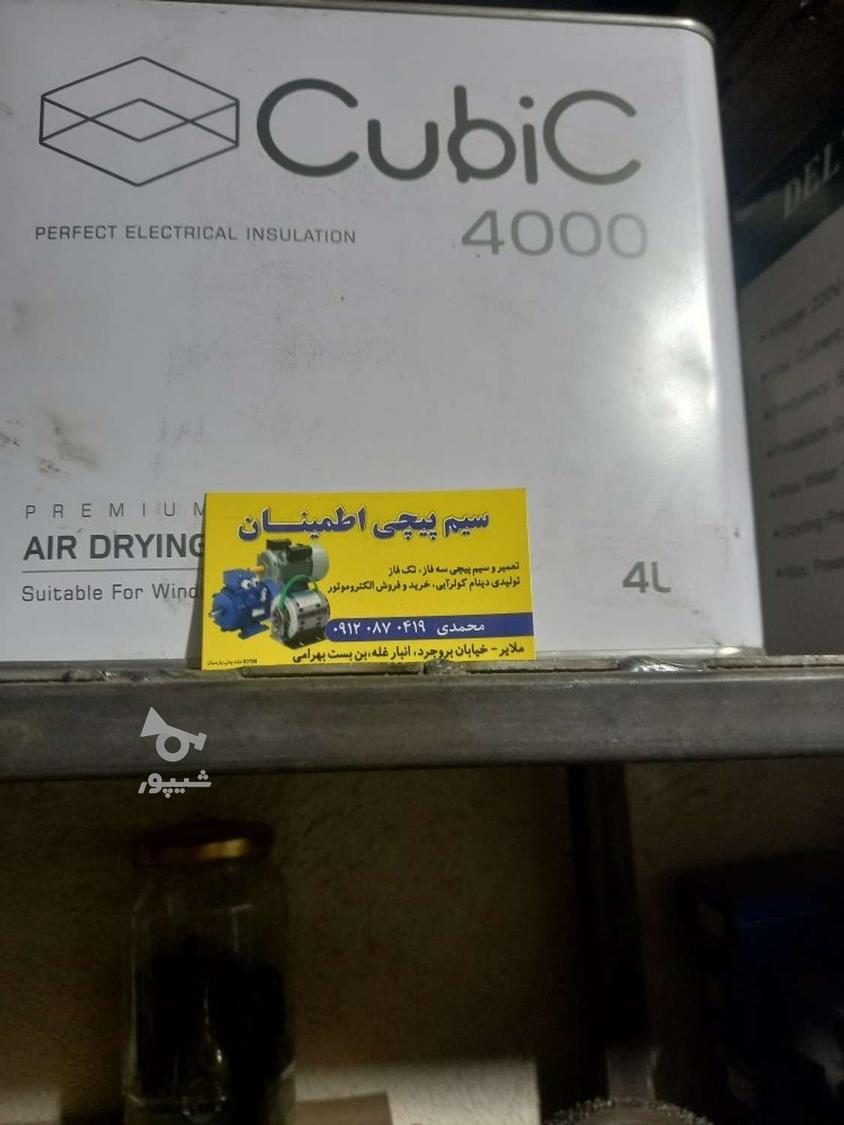 CubiC
4000
PERFECT ELECTRICAL INSULATION
PREMIUM
AIR DRYING
Suitable For
4L
سیم پیچی اطمینــان
تعمیر و سیم پیچی سه فاز، تک فاز
تولیدی دینام کولرآبی، خرید و فروش الکتروموتور
محمدی ۰۹۱۲ ۰۸۷ ۰۴۱۹
ملایر - خیابان بروجرد، انبار غله، بن بست بهرامی
شیپور